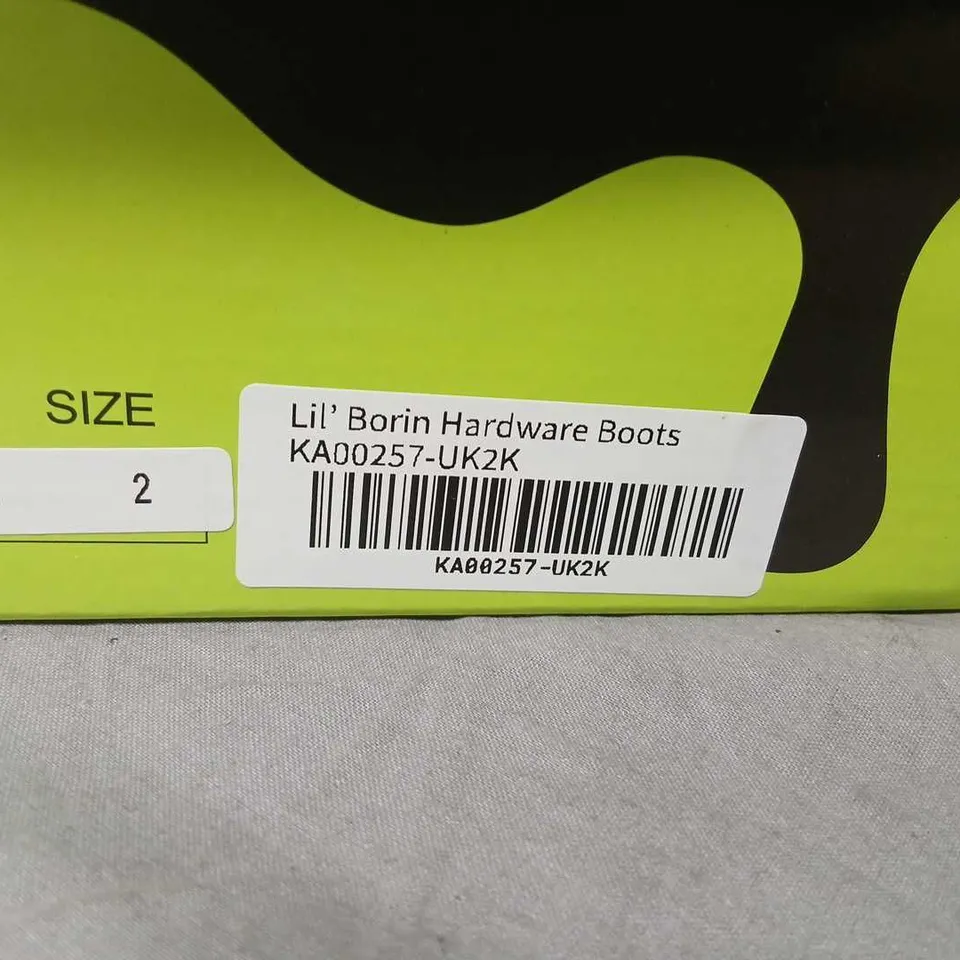 SIZE
2
Lil’ Borin Hardware Boots
KA00257-UK2K
KA00257-UK2K